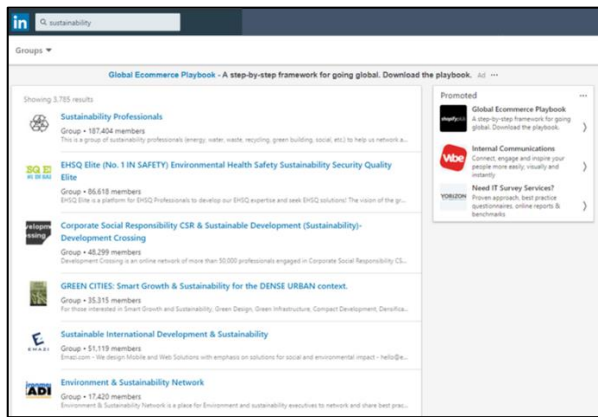 in
sustainability
Groups
Global Ecommerce Playbook - A step-by-step framework for going global. Download the playbook. Ad ...
Showing 3,785 results
Sustainability Professionals
Group • 187,404 members
This is a group of sustainability professionals (energy, water, waste, recycling, green building, social, etc.) to help us network a...
EHSQ Elite (No. 1 IN SAFETY) Environmental Health Safety Sustainability Security Quality
Elite
Group • 86,618 members
EHSQ Elite is a platform for EHSQ Professionals to develop our EHSQ expertise and seek EHSQ solutions! The vision of the gr...
Corporate Social Responsibility CSR & Sustainable Development (Sustainability)-
Development Crossing
Group • 48,299 members
Development Crossing is an online network of more than 50,000 professionals engaged in Corporate Social Responsibility CS...
GREEN CITIES: Smart Growth & Sustainability for the DENSE URBAN context.
Group • 35,315 members
For those interested in Smart Growth and Sustainability, Green Design, Green Infrastructure, Compact Development, Densifica...
EMAZI
Sustainable International Development & Sustainability
Group • 51,119 members
Emazi.com - We design Mobile and Web Solutions with emphasis on solutions for social and environmental impact - hello@e...
ADI
Environment & Sustainability Network
Group • 17,420 members
Environment & Sustainability Network is a place for Environment and sustainability executives to network and share best prac...
Promoted ...
shopifyplus
Global Ecommerce Playbook
A step-by-step framework for going
global. Download the playbook.
Vibe
Internal Communications
Connect, engage and inspire your
people more easily, visually and
instantly
Need IT Survey Services?
Proven approach, best practice
questionnaires, online reports &
benchmarks